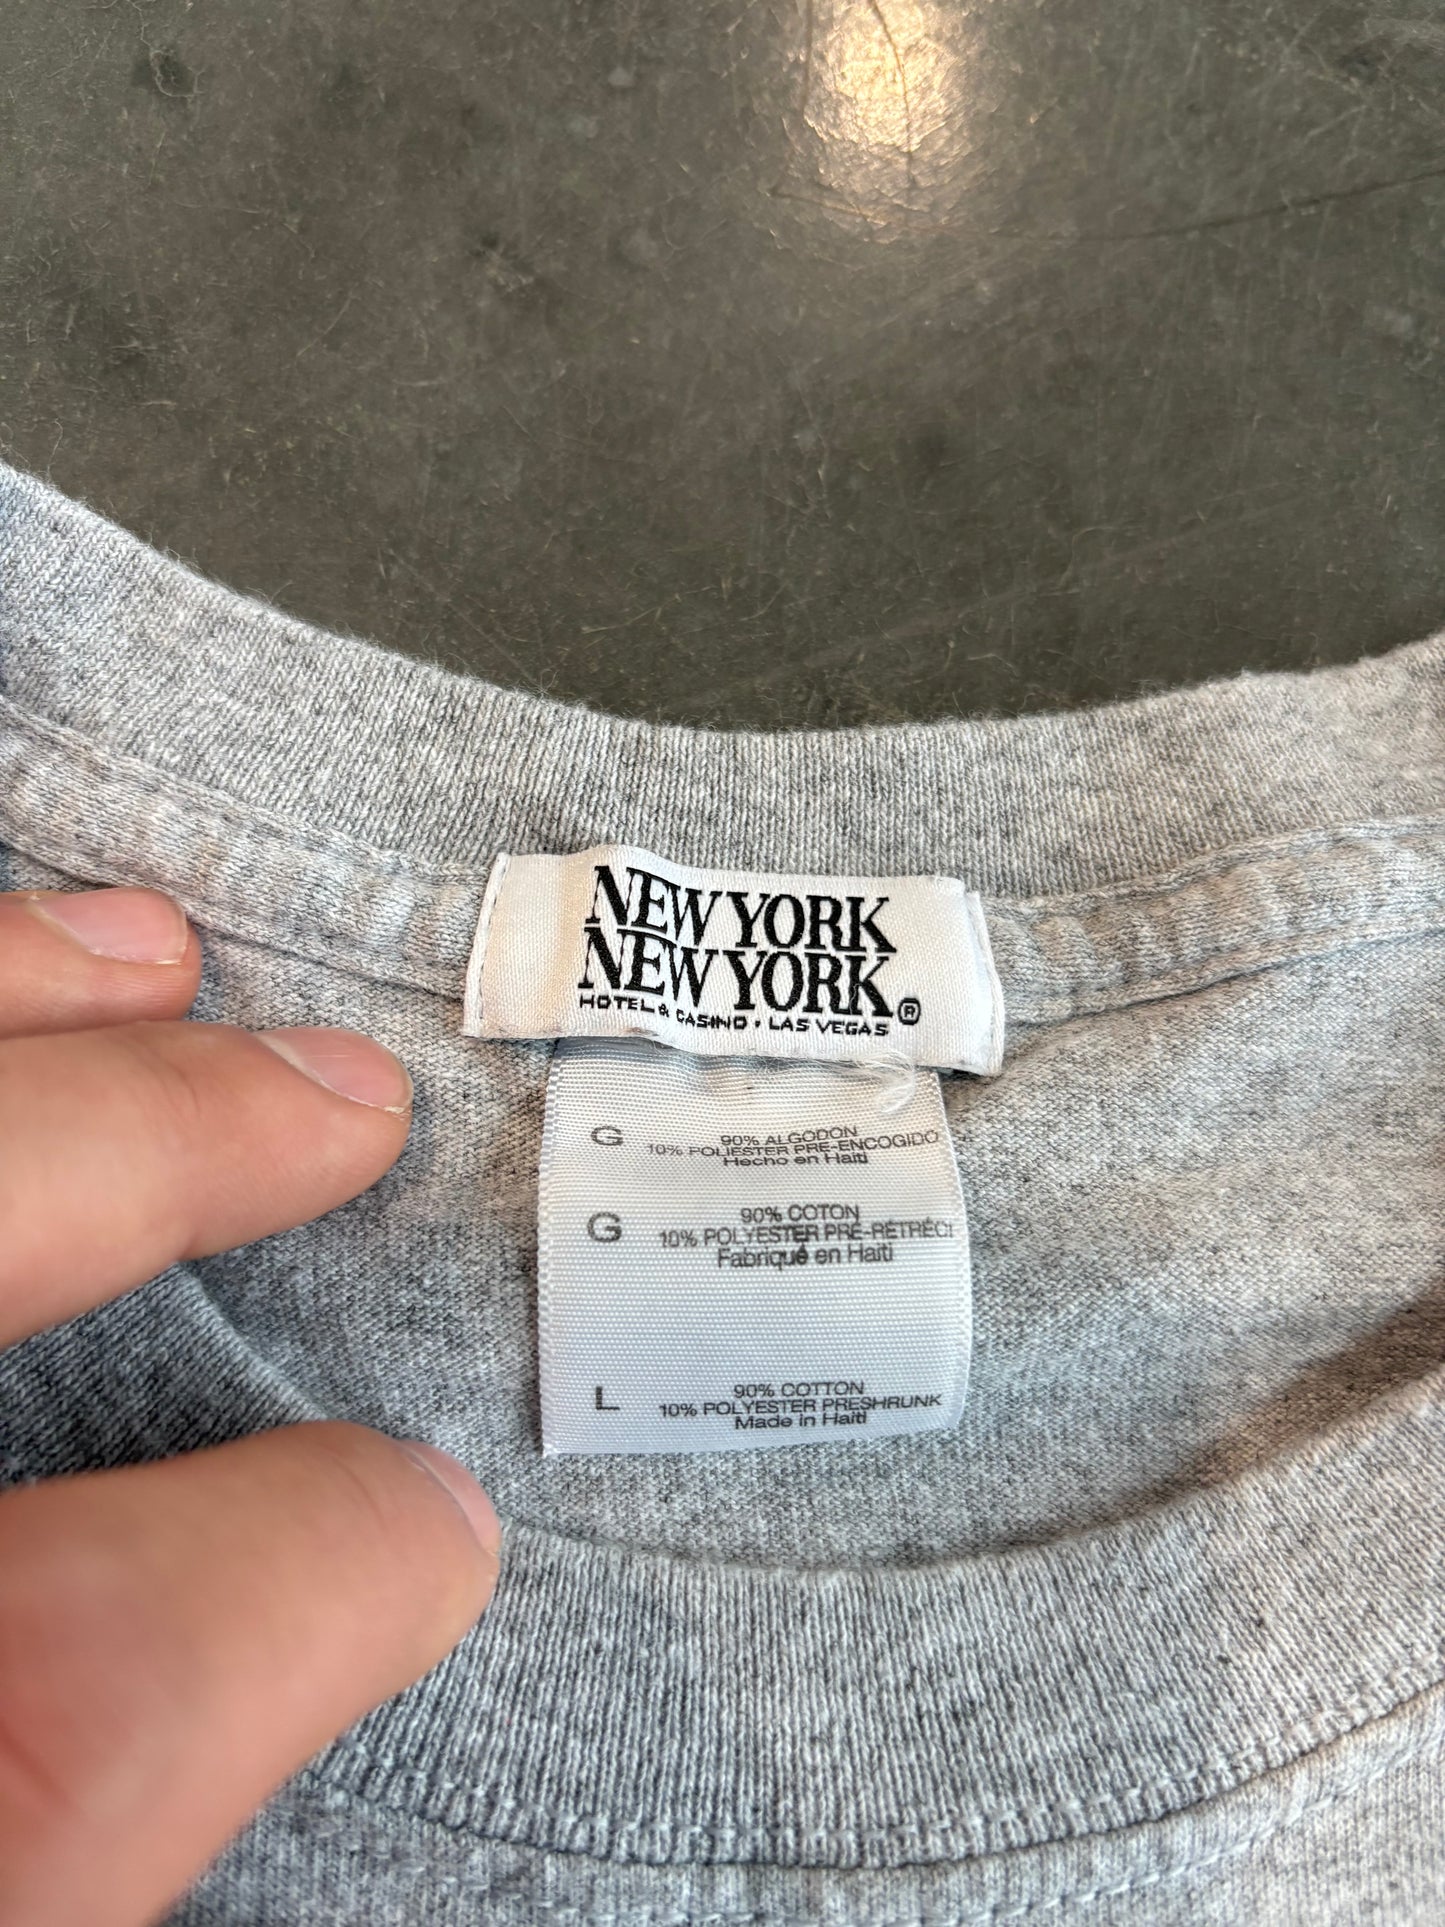 NEW YORK
NEW YORK®
HOTEL & CASINO • LAS VEGAS
G 90% ALGODON
10% POLIESTER PRE-ENCOGIDO
Hecho en Haiti
G 90% COTON
10% POLYESTER PRÉ-RÉTRÉCI
Fabriqué en Haiti
L 90% COTTON
10% POLYESTER PRESHRUNK
Made in Haiti